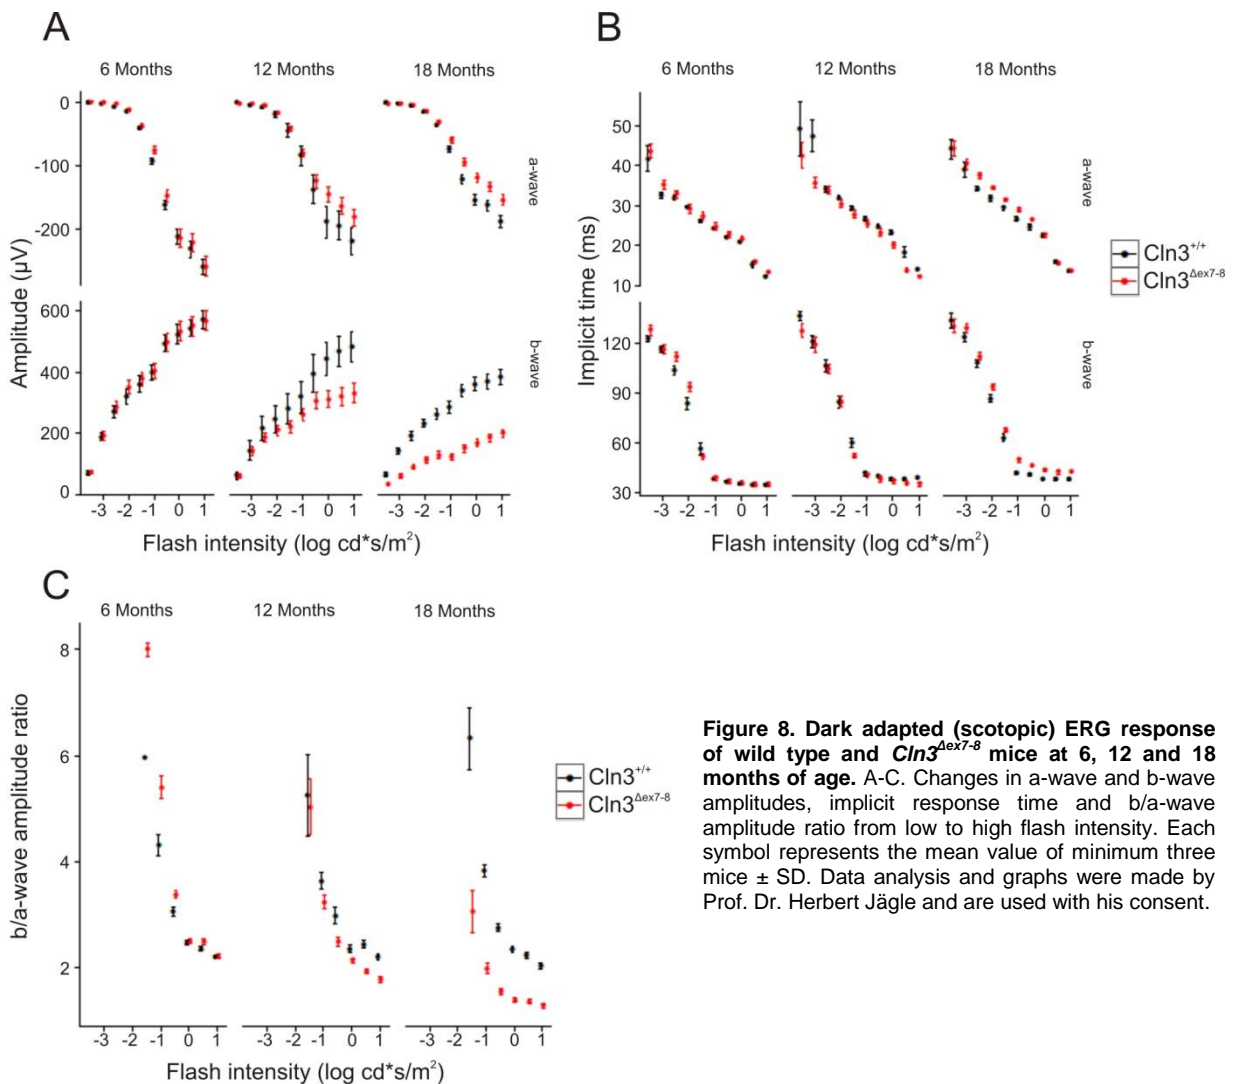 A
6 Months
12 Months
18 Months
0
-100
-200
a-wave
600
400
200
0
b-wave
Amplitude (µV)
-3 -2 -1 0 1
-3 -2 -1 0 1
-3 -2 -1 0 1
Flash intensity (log cd*s/m²)
B
6 Months
12 Months
18 Months
50
40
30
20
10
a-wave
120
90
60
30
b-wave
Implicit time (ms)
-3 -2 -1 0 1
-3 -2 -1 0 1
-3 -2 -1 0 1
Flash intensity (log cd*s/m²)
Cln3+/+
Cln3Δex7-8
C
6 Months
12 Months
18 Months
8
6
4
2
b/a-wave amplitude ratio
-3 -2 -1 0 1
-3 -2 -1 0 1
-3 -2 -1 0 1
Flash intensity (log cd*s/m²)
Cln3+/+
Cln3Δex7-8
Figure 8. Dark adapted (scotopic) ERG response
of wild type and Cln3Δex7-8 mice at 6, 12 and 18
months of age. A-C. Changes in a-wave and b-wave
amplitudes, implicit response time and b/a-wave
amplitude ratio from low to high flash intensity. Each
symbol represents the mean value of minimum three
mice ± SD. Data analysis and graphs were made by
Prof. Dr. Herbert Jägle and are used with his consent.